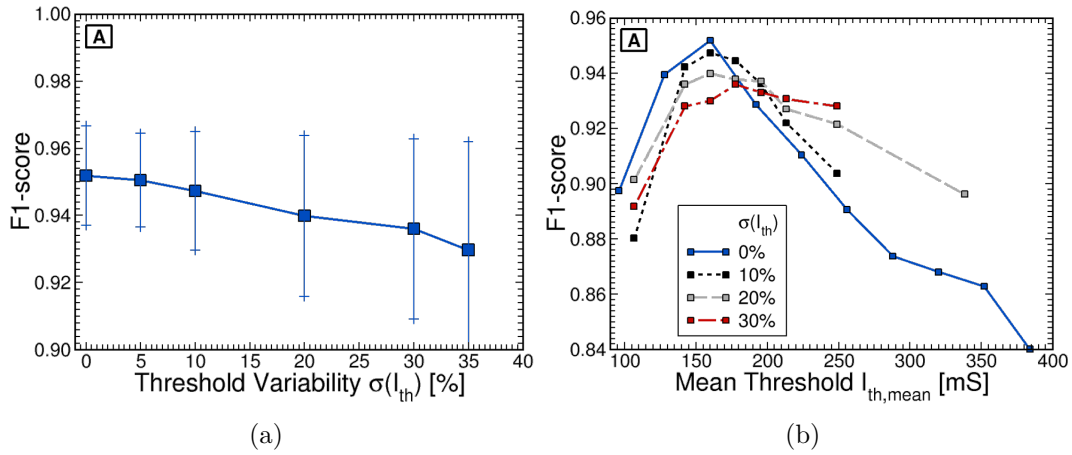 A
1.00
0.98
0.96
0.94
0.92
0.90
F1-score
0 5 10 15 20 25 30 35 40
Threshold Variability σ(I_th) [%]
(a)
A
0.96
0.94
0.92
0.90
0.88
0.86
0.84
F1-score
σ(I_th)
0%
10%
20%
30%
100 150 200 250 300 350 400
Mean Threshold I_th,mean [mS]
(b)